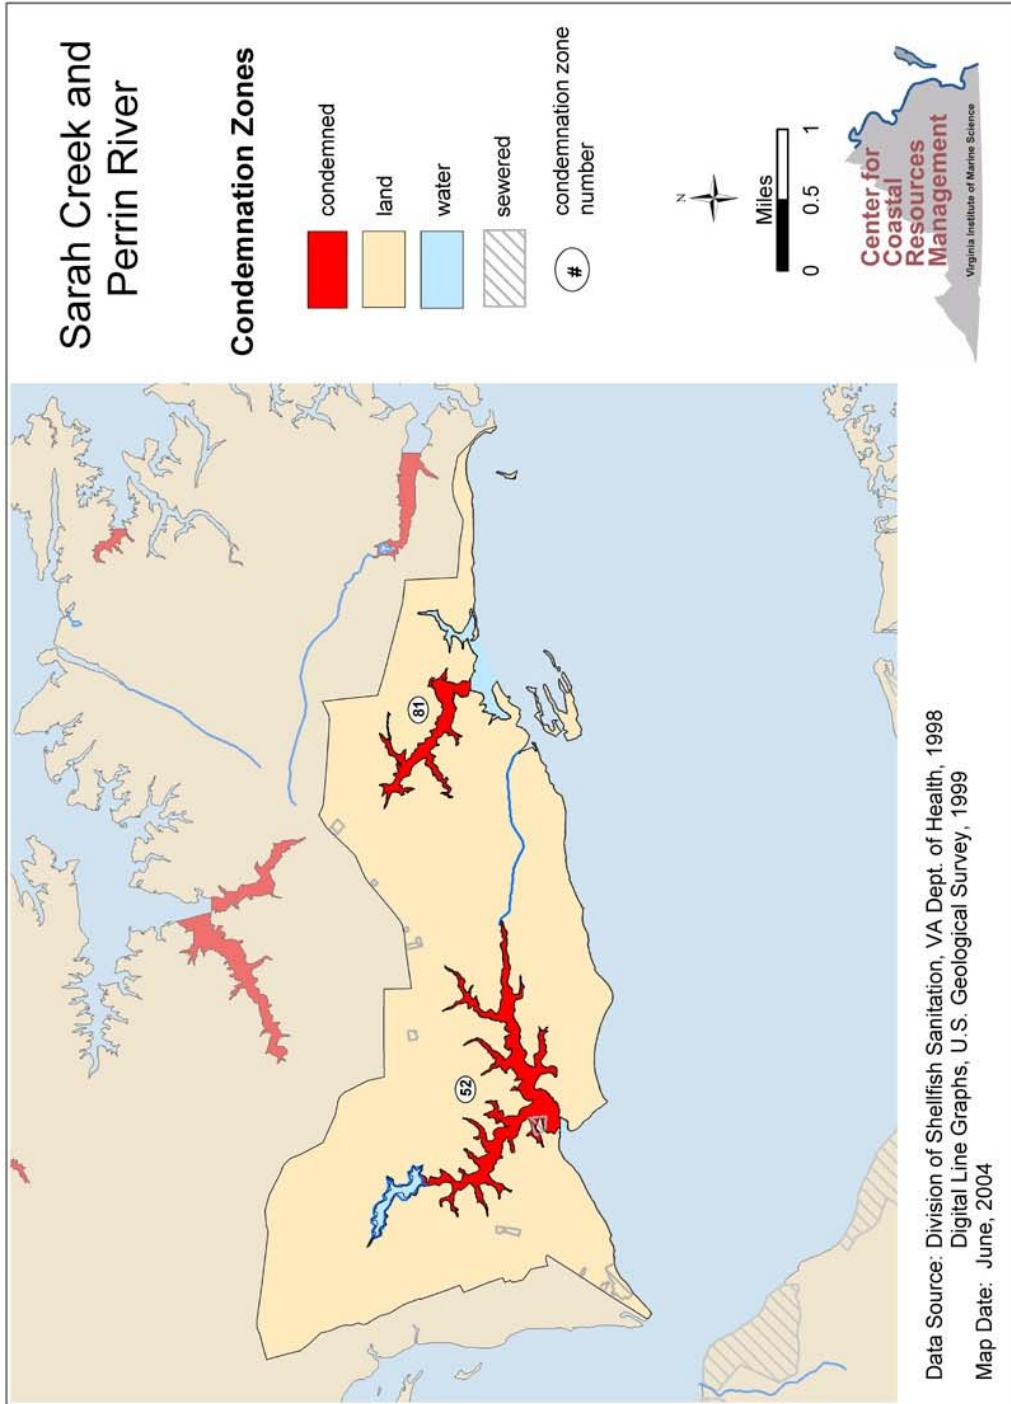 Sarah Creek and
Perrin River
Condemnation Zones
condemned
land
water
sewered
#
condemnation zone
number
N
Miles
0 0.5 1
Center for
Coastal
Resources
Management
Virginia Institute of Marine Science
81
52
Data Source: Division of Shellfish Sanitation, VA Dept. of Health, 1998
Digital Line Graphs, U.S. Geological Survey, 1999
Map Date: June, 2004